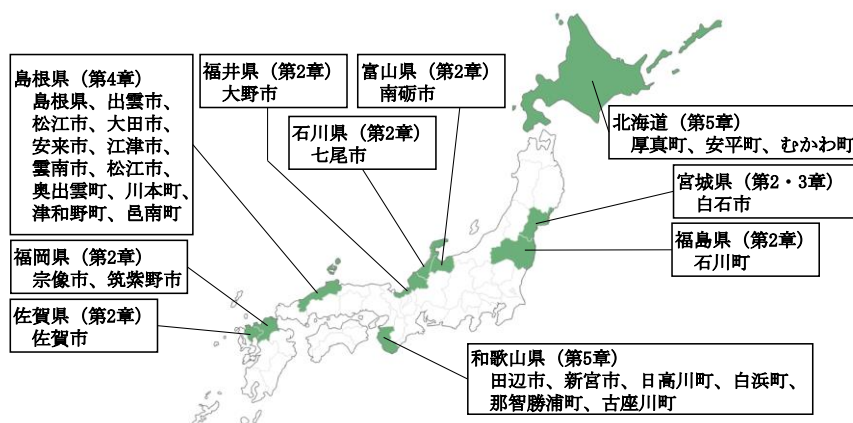 島根県（第4章）
島根県、出雲市、
松江市、大田市、
安来市、江津市、
雲南市、松江市、
奥出雲町、川本町、
津和野町、邑南町
福井県（第2章）
大野市
富山県（第2章）
南砺市
石川県（第2章）
七尾市
北海道（第5章）
厚真町、安平町、むかわ町
宮城県（第2・3章）
白石市
福島県（第2章）
石川町
福岡県（第2章）
宗像市、筑紫野市
佐賀県（第2章）
佐賀市
和歌山県（第5章）
田辺市、新宮市、日高川町、白浜町、
那智勝浦町、古座川町